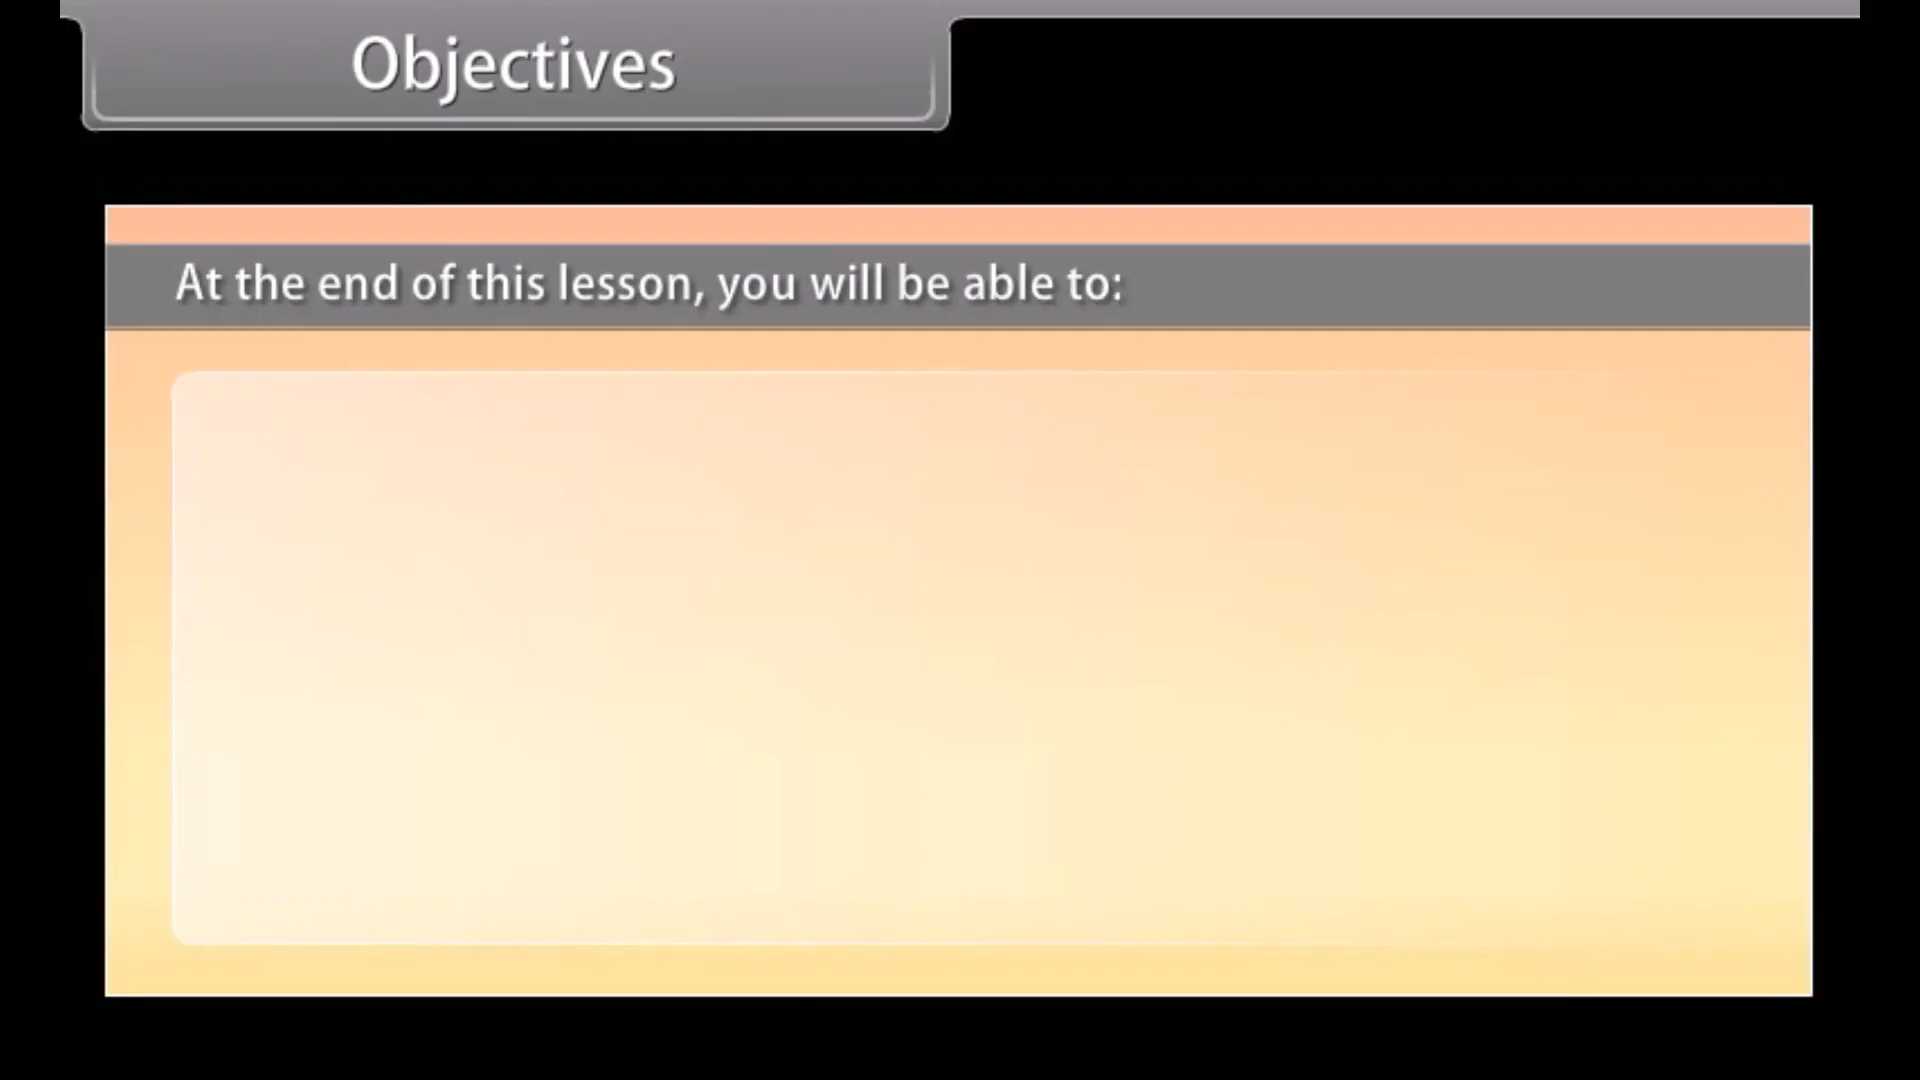 Objectives
At the end of this lesson, you will be able to: